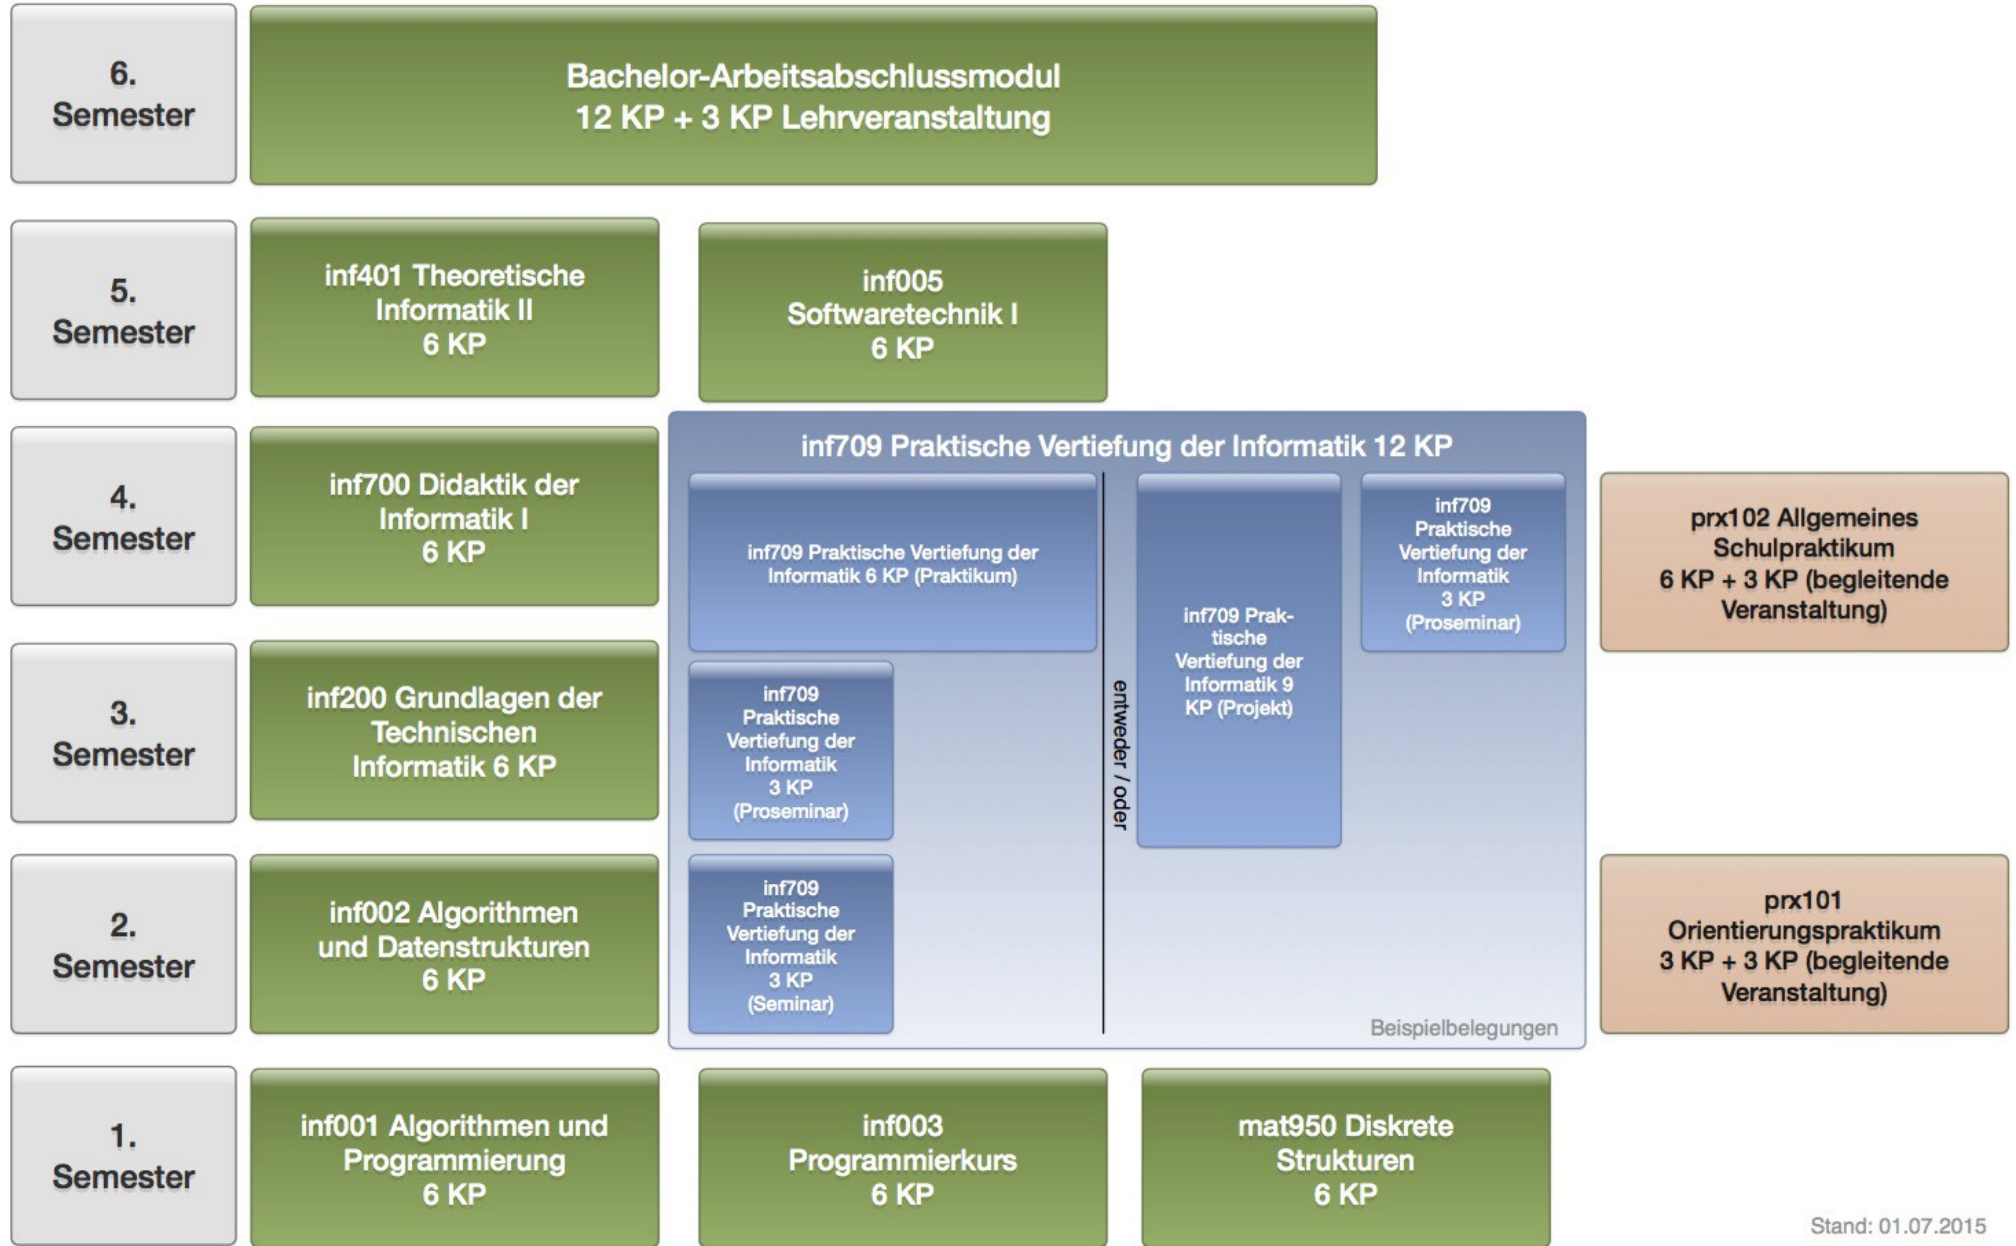 6.
Semester
Bachelor-Arbeitsabschlussmodul
12 KP + 3 KP Lehrveranstaltung
5.
Semester
inf401 Theoretische
Informatik II
6 KP
inf005
Softwaretechnik I
6 KP
4.
Semester
inf700 Didaktik der
Informatik I
6 KP
inf709 Praktische Vertiefung der Informatik 12 KP
inf709 Praktische Vertiefung der
Informatik 6 KP (Praktikum)
entweder / oder
inf709 Prak-
tische
Vertiefung der
Informatik 9
KP (Projekt)
inf709
Praktische
Vertiefung der
Informatik
3 KP
(Proseminar)
prx102 Allgemeines
Schulpraktikum
6 KP + 3 KP (begleitende
Veranstaltung)
3.
Semester
inf200 Grundlagen der
Technischen
Informatik 6 KP
inf709
Praktische
Vertiefung der
Informatik
3 KP
(Proseminar)
2.
Semester
inf002 Algorithmen
und Datenstrukturen
6 KP
inf709
Praktische
Vertiefung der
Informatik
3 KP
(Seminar)
Beispielbelegungen
prx101
Orientierungspraktikum
3 KP + 3 KP (begleitende
Veranstaltung)
1.
Semester
inf001 Algorithmen und
Programmierung
6 KP
inf003
Programmierkurs
6 KP
mat950 Diskrete
Strukturen
6 KP
Stand: 01.07.2015